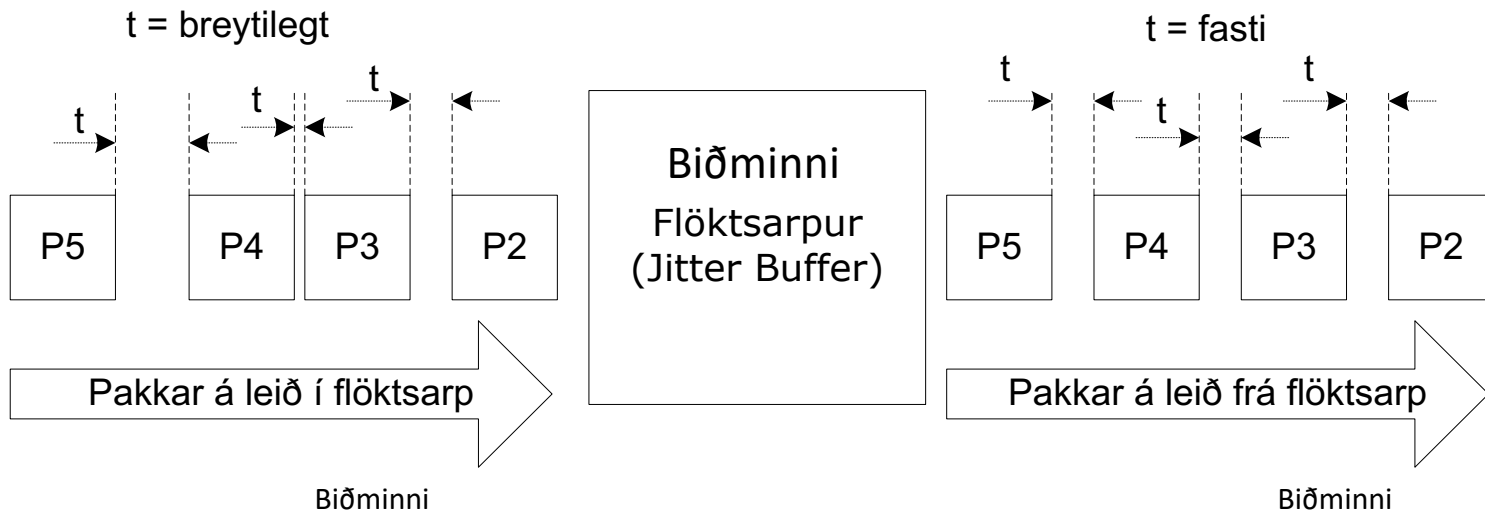 t = breytilegt
t = fasti
t
t
t
t
t
t
P5
P4
P3
P2
Biðminni
Flöktsarpur
(Jitter Buffer)
P5
P4
P3
P2
Pakkar á leið í flöktsarp
Pakkar á leið frá flöktsarp
Biðminni
Biðminni